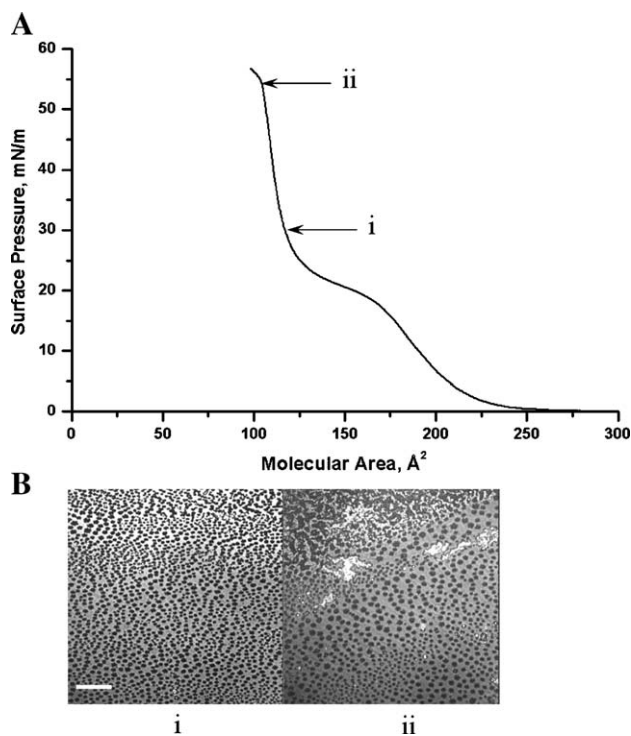 A
60
50
40
30
20
10
0
Surface Pressure, mN/m
ii
i
0 50 100 150 200 250 300
Molecular Area, Å²
B
i ii